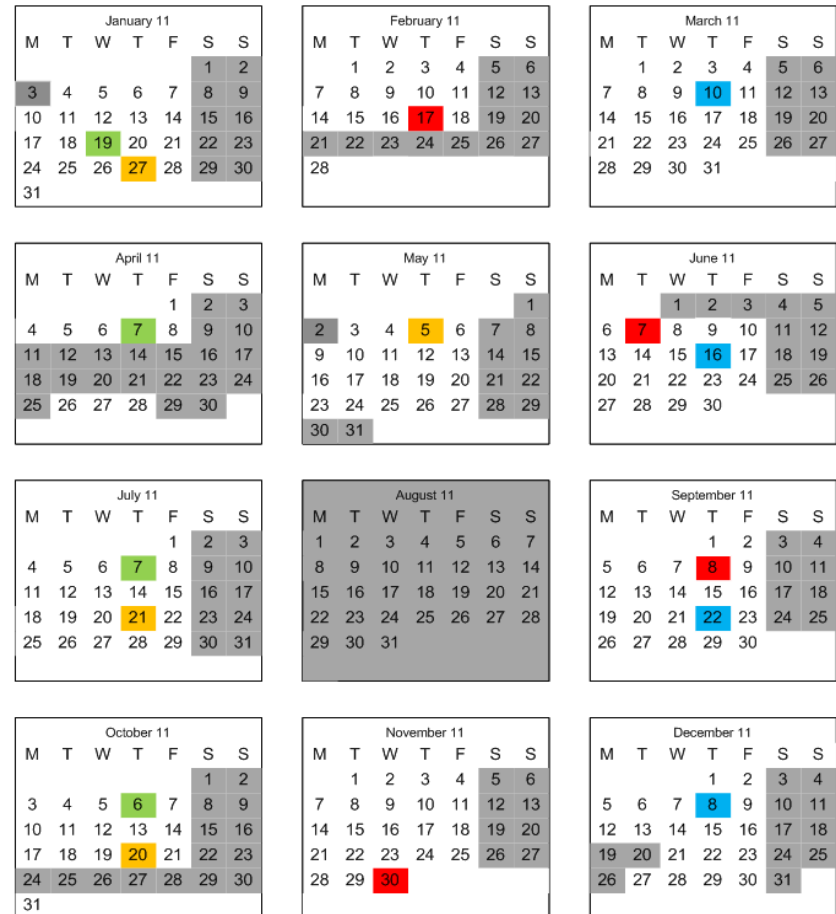 January 11
M T W T F S S
1 2
3 4 5 6 7 8 9
10 11 12 13 14 15 16
17 18 19 20 21 22 23
24 25 26 27 28 29 30
31
February 11
M T W T F S S
1 2 3 4 5 6
7 8 9 10 11 12 13
14 15 16 17 18 19 20
21 22 23 24 25 26 27
28
March 11
M T W T F S S
1 2 3 4 5 6
7 8 9 10 11 12 13
14 15 16 17 18 19 20
21 22 23 24 25 26 27
28 29 30 31
April 11
M T W T F S S
1 2 3
4 5 6 7 8 9 10
11 12 13 14 15 16 17
18 19 20 21 22 23 24
25 26 27 28 29 30
May 11
M T W T F S S
1
2 3 4 5 6 7 8
9 10 11 12 13 14 15
16 17 18 19 20 21 22
23 24 25 26 27 28 29
30 31
June 11
M T W T F S S
1 2 3 4 5
6 7 8 9 10 11 12
13 14 15 16 17 18 19
20 21 22 23 24 25 26
27 28 29 30
July 11
M T W T F S S
1 2 3
4 5 6 7 8 9 10
11 12 13 14 15 16 17
18 19 20 21 22 23 24
25 26 27 28 29 30 31
August 11
M T W T F S S
1 2 3 4 5 6 7
8 9 10 11 12 13 14
15 16 17 18 19 20 21
22 23 24 25 26 27 28
29 30 31
September 11
M T W T F S S
1 2 3 4
5 6 7 8 9 10 11
12 13 14 15 16 17 18
19 20 21 22 23 24 25
26 27 28 29 30
October 11
M T W T F S S
1 2
3 4 5 6 7 8 9
10 11 12 13 14 15 16
17 18 19 20 21 22 23
24 25 26 27 28 29 30
31
November 11
M T W T F S S
1 2 3 4 5 6
7 8 9 10 11 12 13
14 15 16 17 18 19 20
21 22 23 24 25 26 27
28 29 30
December 11
M T W T F S S
1 2 3 4
5 6 7 8 9 10 11
12 13 14 15 16 17 18
19 20 21 22 23 24 25
26 27 28 29 30 31